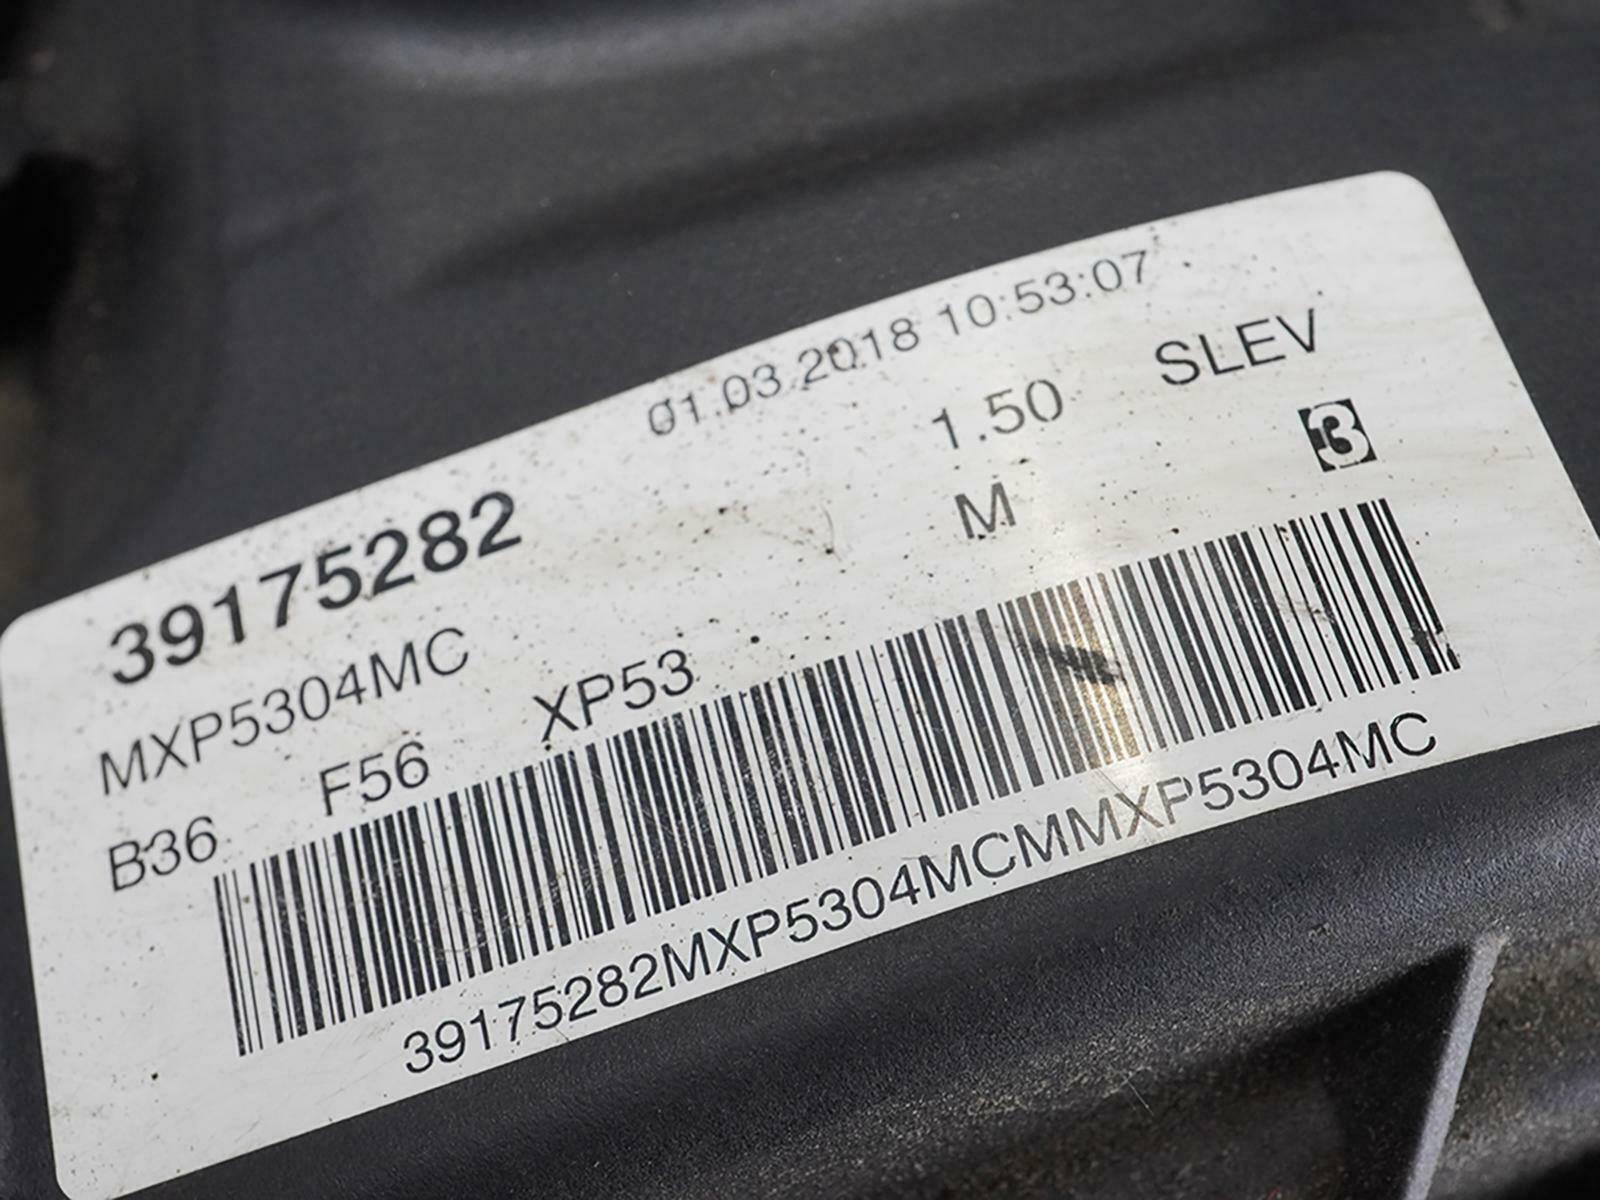 01.03.2018 10:53:07
39175282 1.50 SLEV
MXP5304MC M 3
B36 F56 XP53
39175282MXP5304MCMMXP5304MC